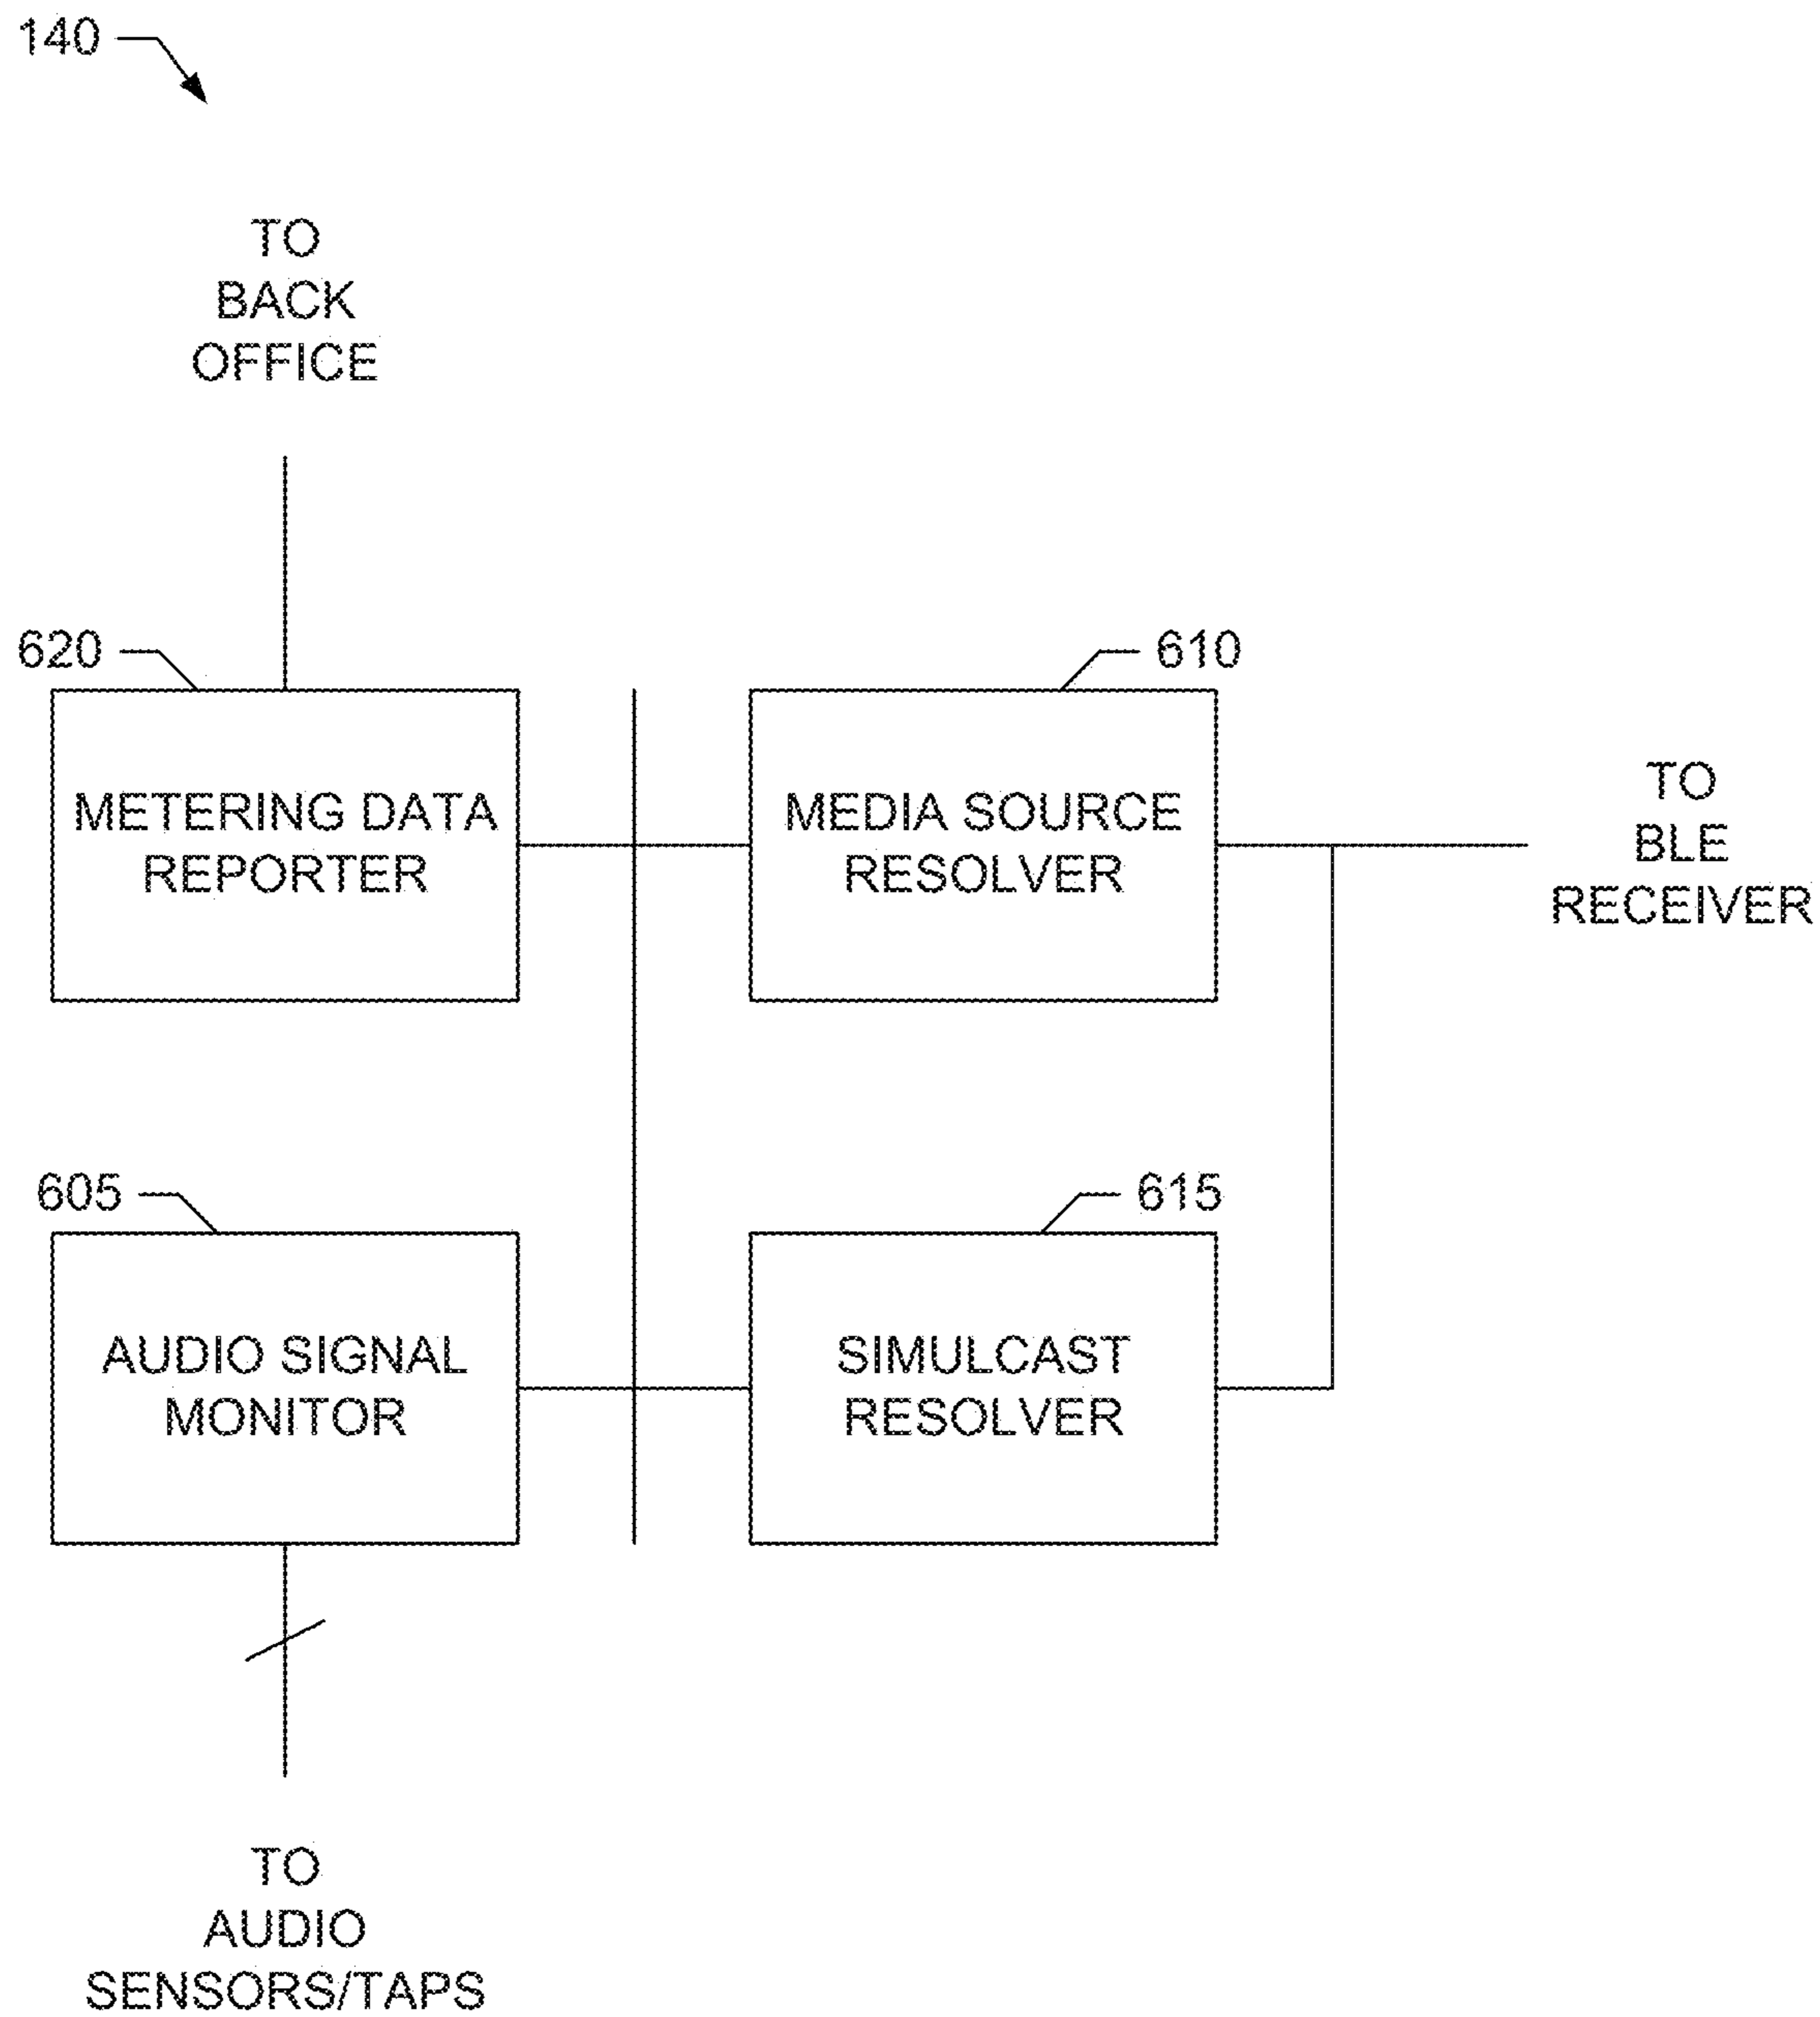 140
TO
BACK
OFFICE
620
610
METERING DATA
REPORTER
MEDIA SOURCE
RESOLVER
TO
BLE
RECEIVER
605
615
AUDIO SIGNAL
MONITOR
SIMULCAST
RESOLVER
TO
AUDIO
SENSORS/TAPS